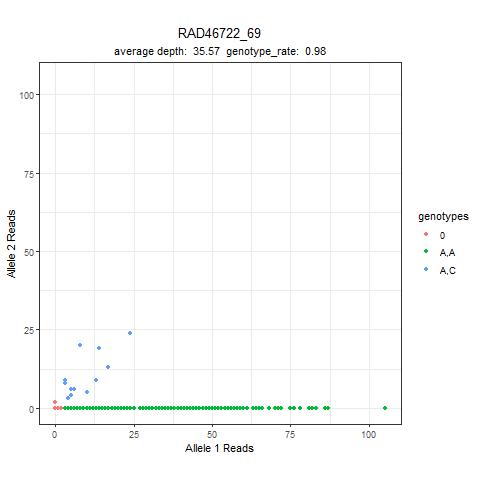 RAD46722_69
average depth: 35.57 genotype_rate: 0.98
100
75
50
25
0
Allele 2 Reads
0 25 50 75 100
Allele 1 Reads
genotypes
0
A,A
A,C